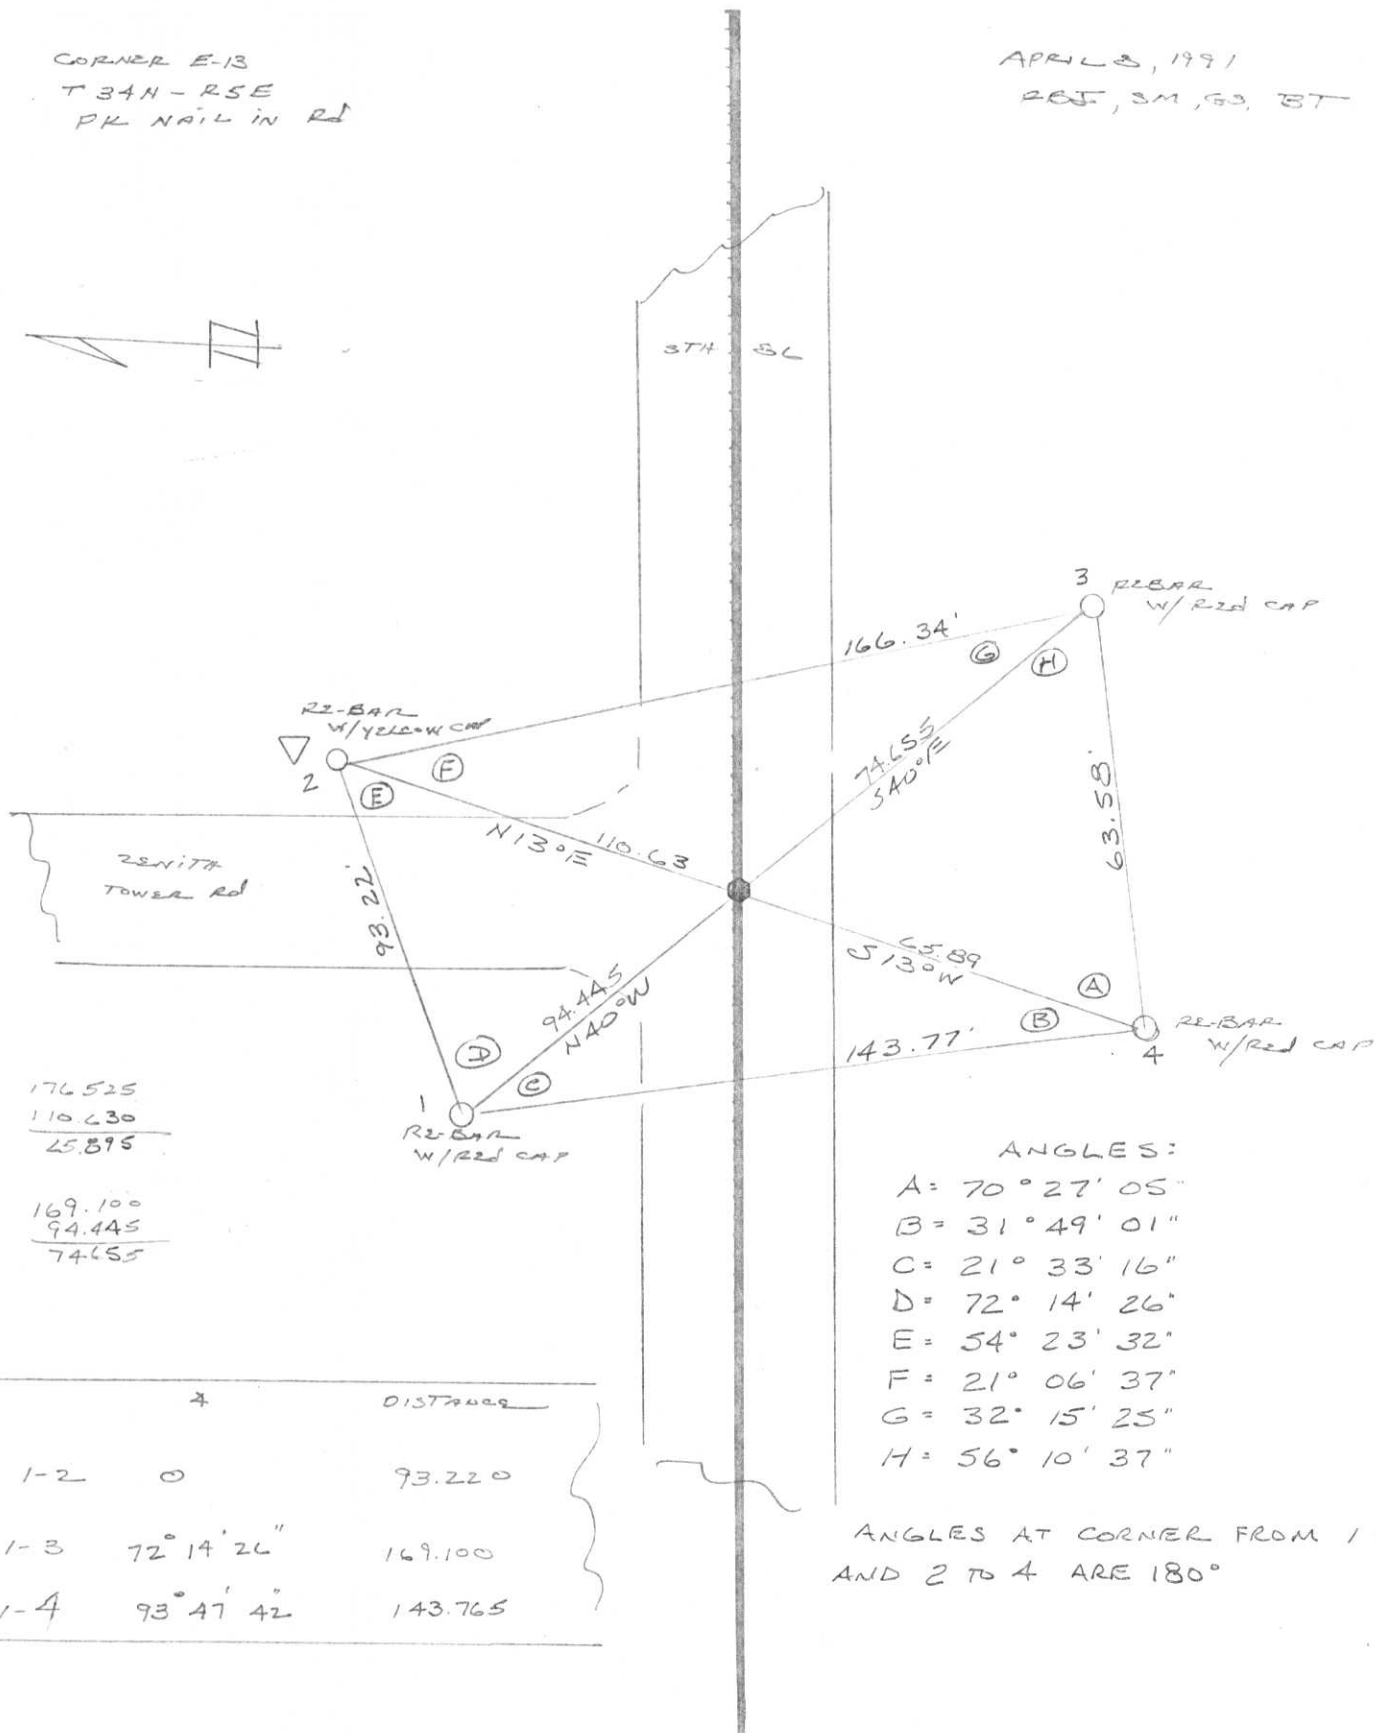 CORNER E-13
T 34N - R5E
PK NAIL IN Rd
APRIL 3, 1991
SM
N
5TH
3
REBAR
W/ REd CAP
166.34'
G
H
RE-BAR
W/YELLOW CAP
2
F
E
74.655
S40°E
63.58'
N13°E
110.63
ZENITH
TOWER Rd
93.22'
65.89
S13°W
A
B
94.445
N40°W
143.77'
RE-BAR
W/REd CAP
4
D
C
1
RE-BAR
W/REd CAP
176.525
110.630
65.895
169.100
94.445
74.655
ANGLES:
A= 70° 27' 05"
B= 31° 49' 01"
C= 21° 33' 16"
D= 72° 14' 26"
E= 54° 23' 32"
F= 21° 06' 37"
G= 32° 15' 25"
H= 56° 10' 37"
∡ DISTANCE
1-2 0 93.220
1-3 72° 14' 26" 169.100
1-4 93° 47' 42" 143.765
ANGLES AT CORNER FROM 1
AND 2 TO 4 ARE 180°